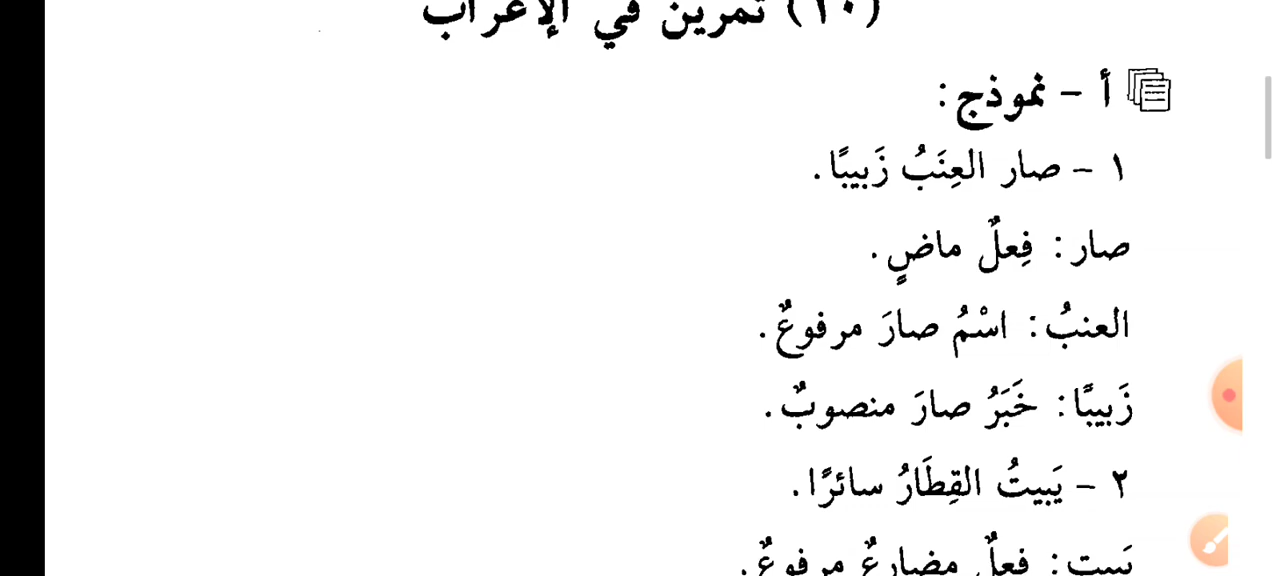 (١٠) تمرين في الإعراب
أ - نموذج:
١ - صار العِنَبُ زَبيبًا.
صار: فِعلٌ ماضٍ.
العنبُ: اسْمُ صارَ مرفوعٌ.
زَبيبًا: خَبَرُ صارَ منصوبٌ.
٢ - يَبيتُ القِطَارُ سائرًا.
يَبيت: فعلٌ مضارعٌ مرفوعٌ.